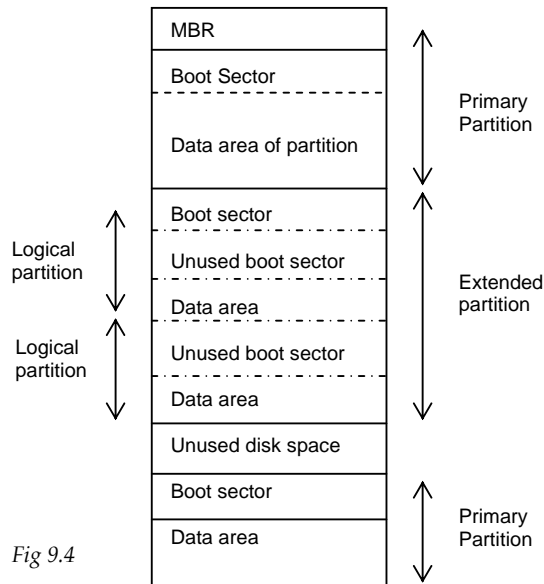 MBR
Boot Sector
Primary
Partition
Data area of partition
Boot sector
Logical
partition
Unused boot sector
Extended
partition
Data area
Logical
partition
Unused boot sector
Data area
Unused disk space
Boot sector
Primary
Partition
Data area
Fig 9.4